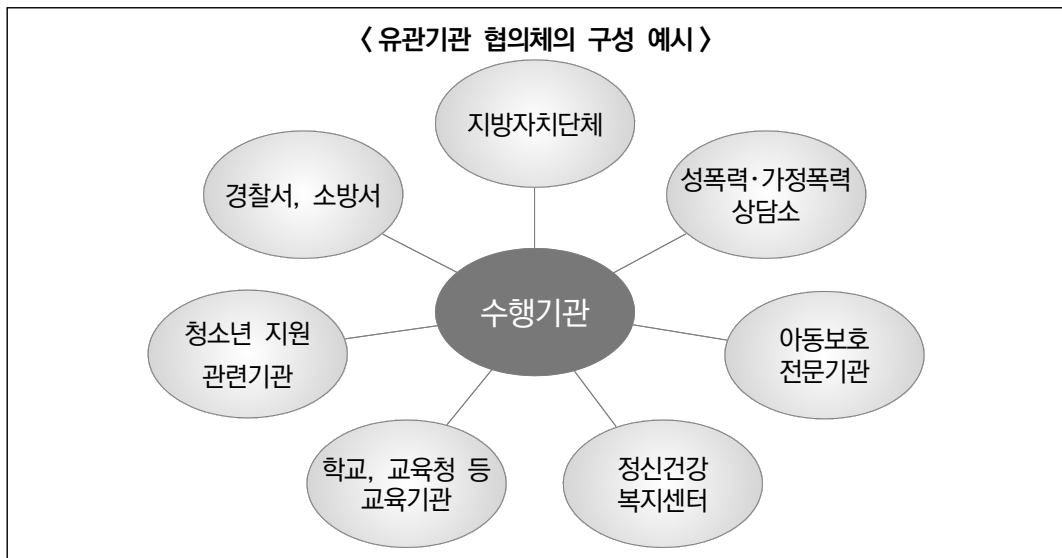 〈 유관기관 협의체의 구성 예시 〉
지방자치단체
경찰서, 소방서
성폭력·가정폭력
상담소
수행기관
청소년 지원
관련기관
아동보호
전문기관
학교, 교육청 등
교육기관
정신건강
복지센터